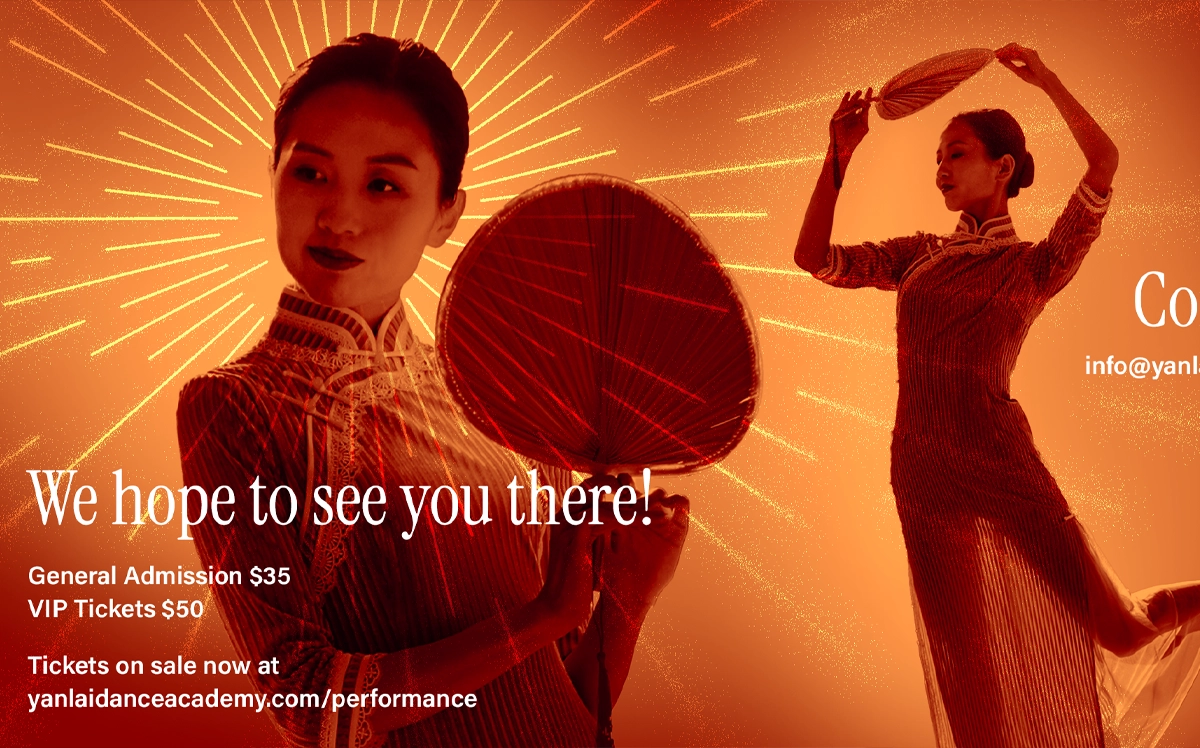 We hope to see you there!
General Admission $35
VIP Tickets $50
Tickets on sale now at
yanlaidanceacademy.com/performance